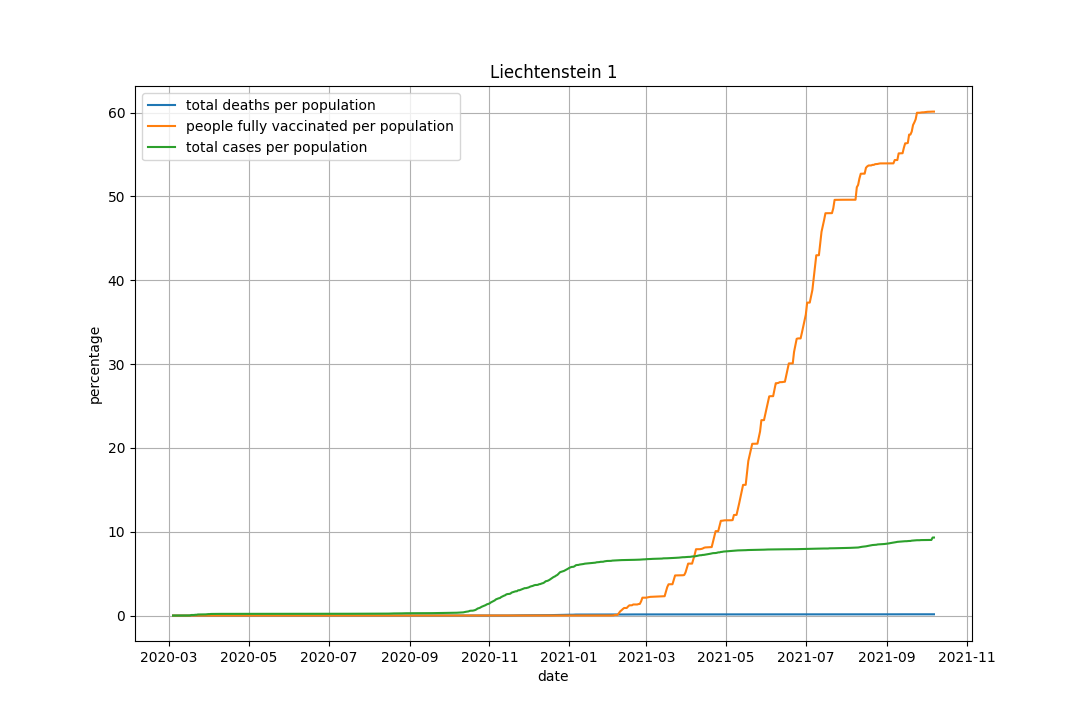 Liechtenstein 1
total deaths per population
people fully vaccinated per population
total cases per population
percentage
60
50
40
30
20
10
0
2020-03 2020-05 2020-07 2020-09 2020-11 2021-01 2021-03 2021-05 2021-07 2021-09 2021-11
date